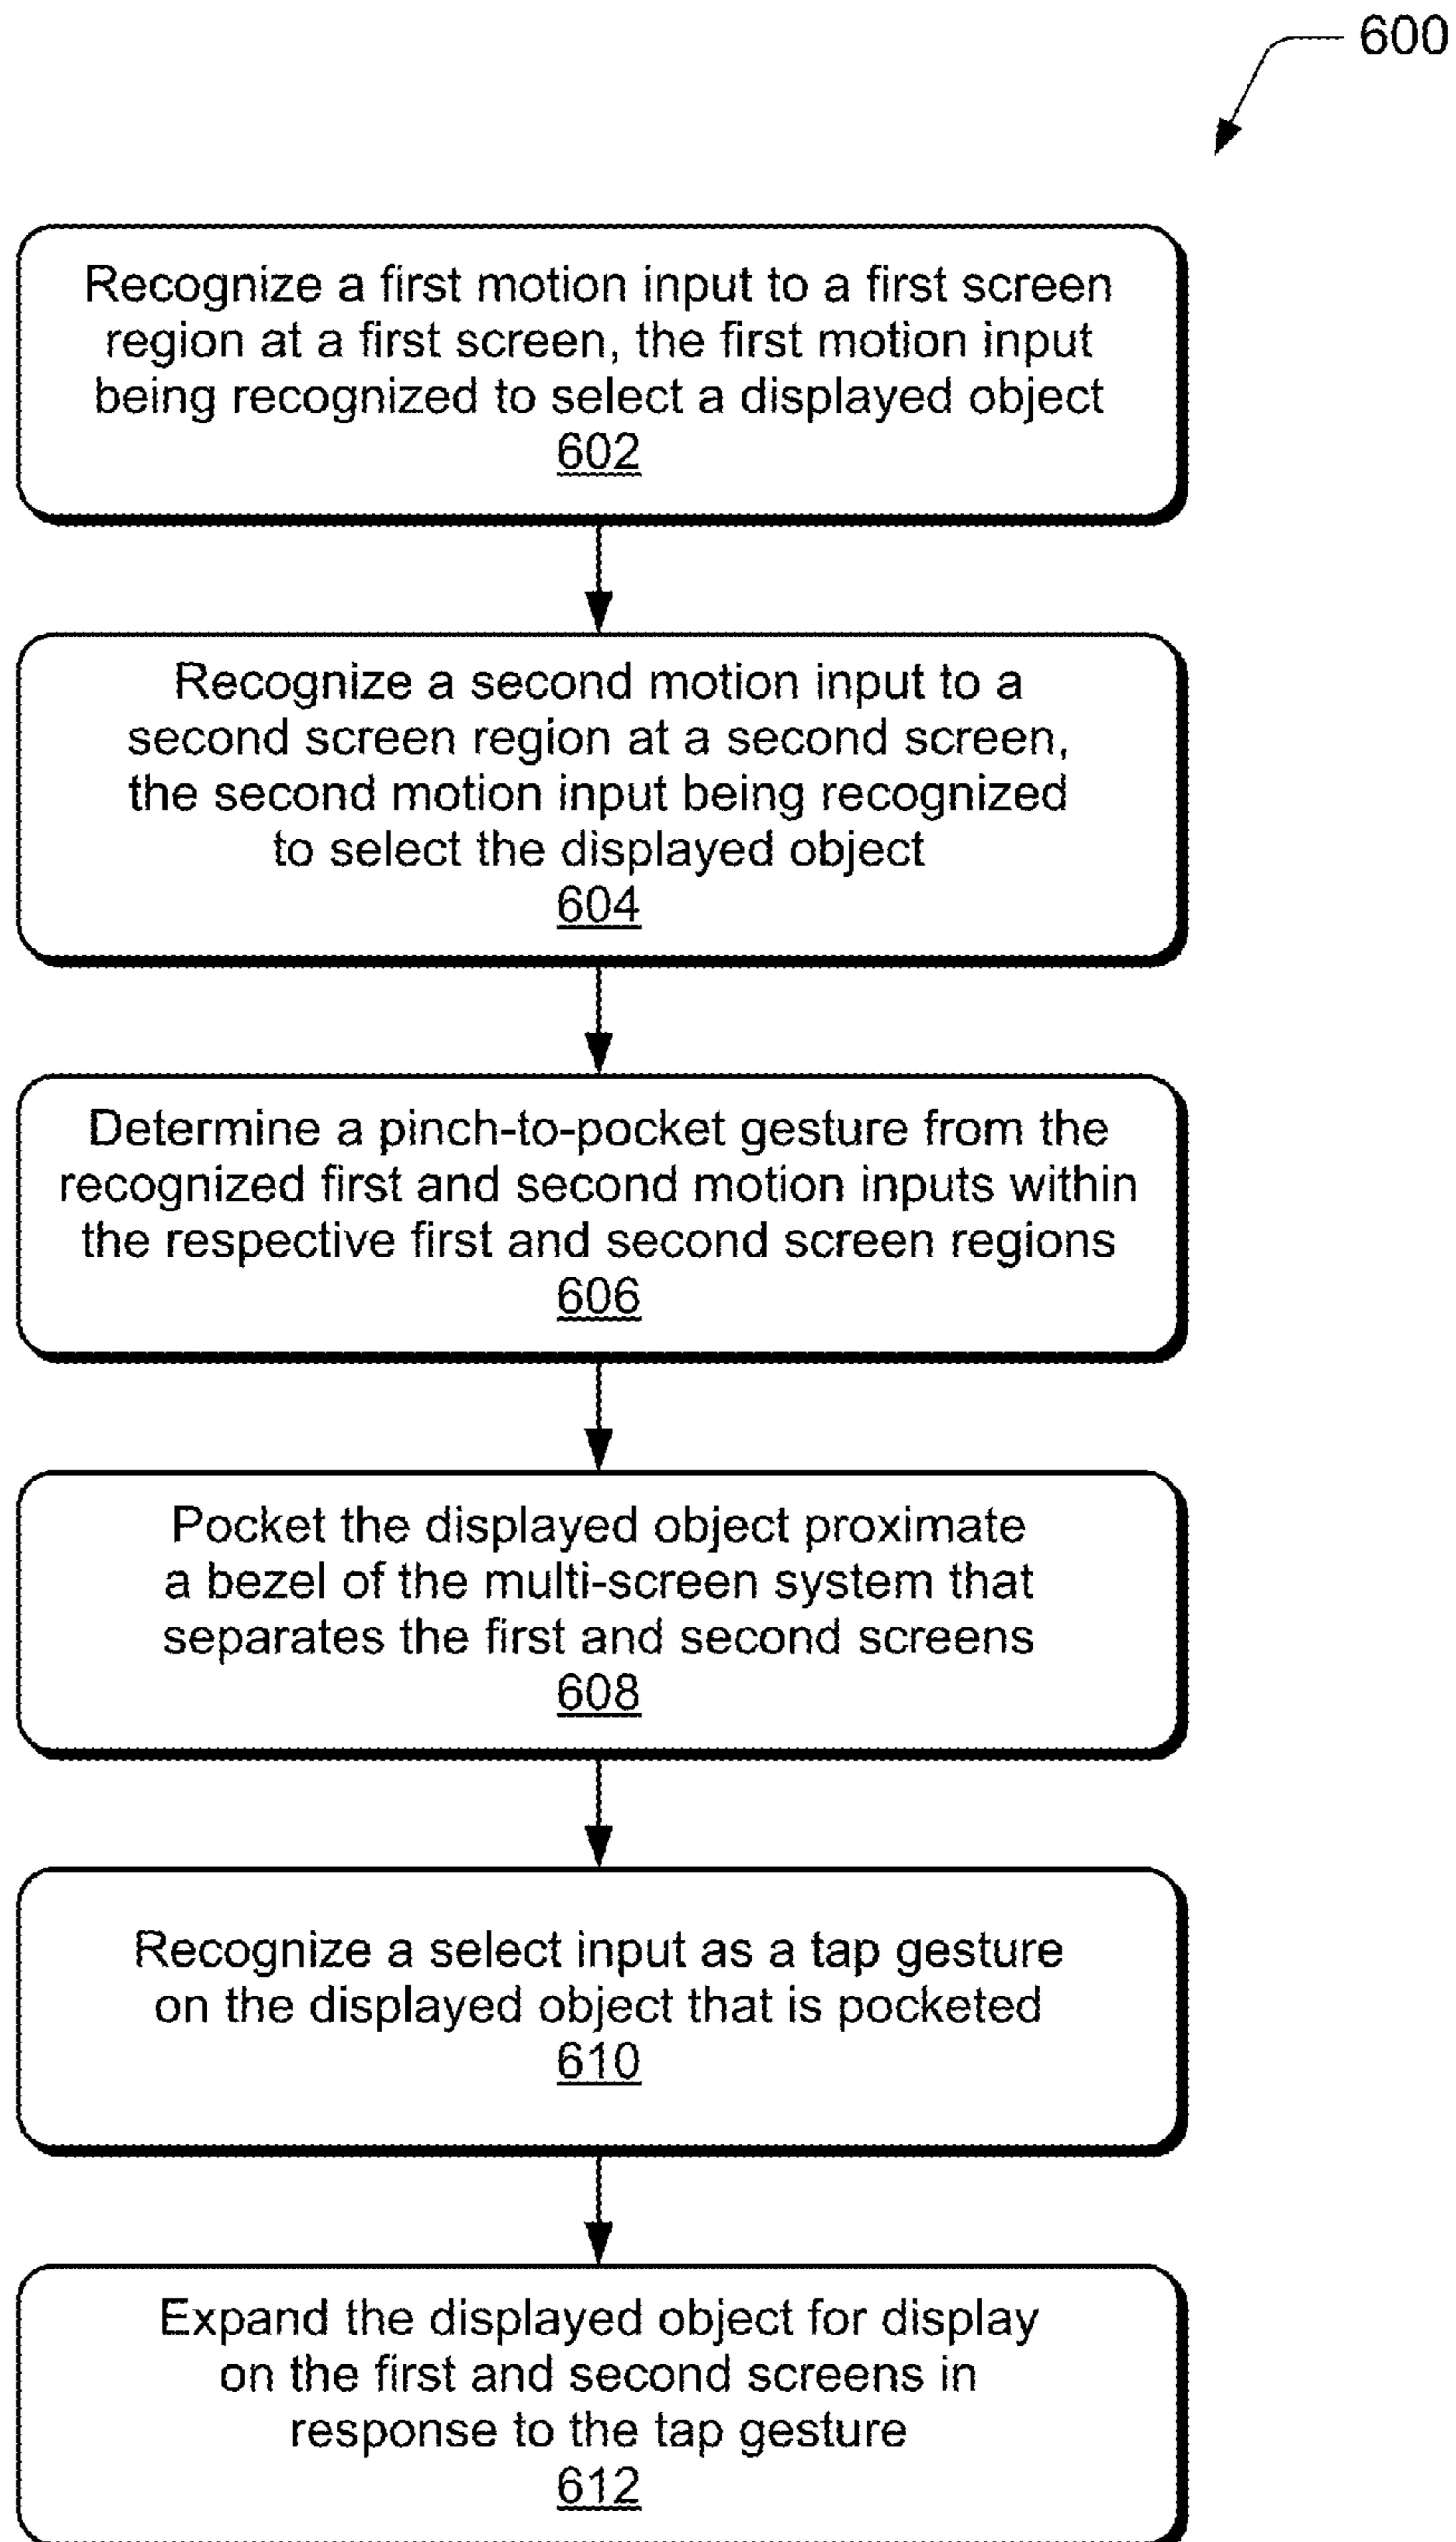 600
Recognize a first motion input to a first screen
region at a first screen, the first motion input
being recognized to select a displayed object
602
Recognize a second motion input to a
second screen region at a second screen,
the second motion input being recognized
to select the displayed object
604
Determine a pinch-to-pocket gesture from the
recognized first and second motion inputs within
the respective first and second screen regions
606
Pocket the displayed object proximate
a bezel of the multi-screen system that
separates the first and second screens
608
Recognize a select input as a tap gesture
on the displayed object that is pocketed
610
Expand the displayed object for display
on the first and second screens in
response to the tap gesture
612